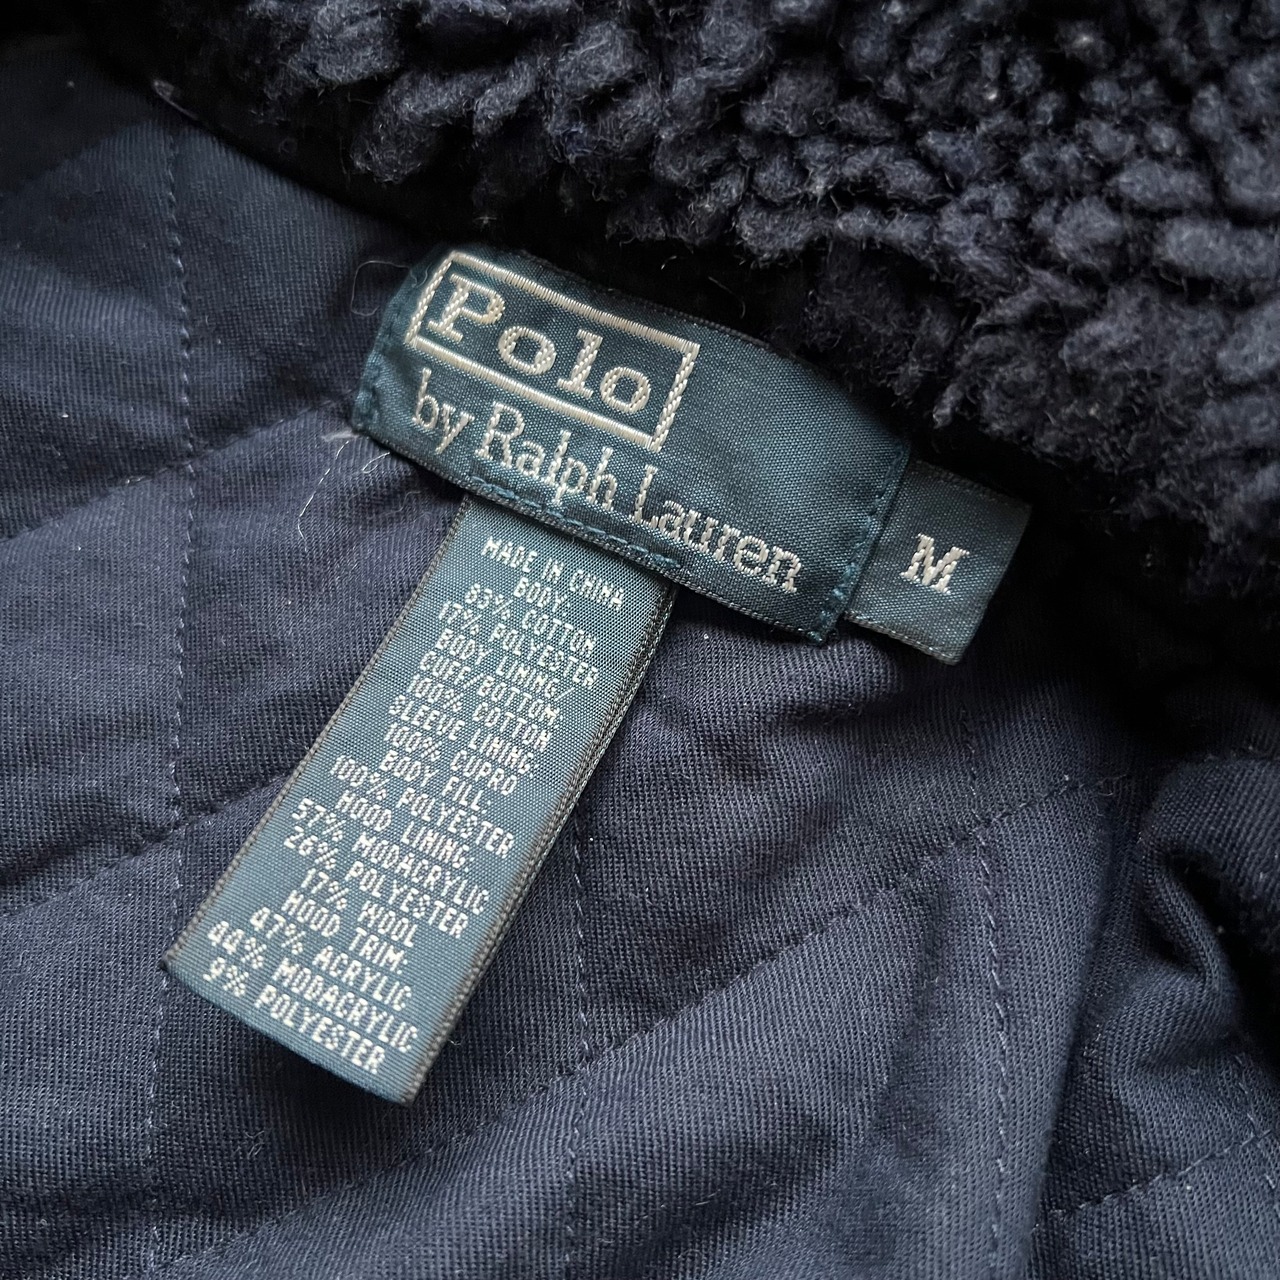 Polo
by Ralph Lauren
M
MADE IN CHINA
BODY:
83% COTTON
17% POLYESTER
BODY LINING/
CUFF/BOTTOM:
100% COTTON
SLEEVE LINING
100% CUPRO
BODY FILL:
100% POLYESTER
HOOD LINING,
57% MODACRYLIC
26% POLYESTER
17% WOOL
HOOD TRIM:
47% ACRYLIC
44% MODACRYLIC
9% POLYESTER